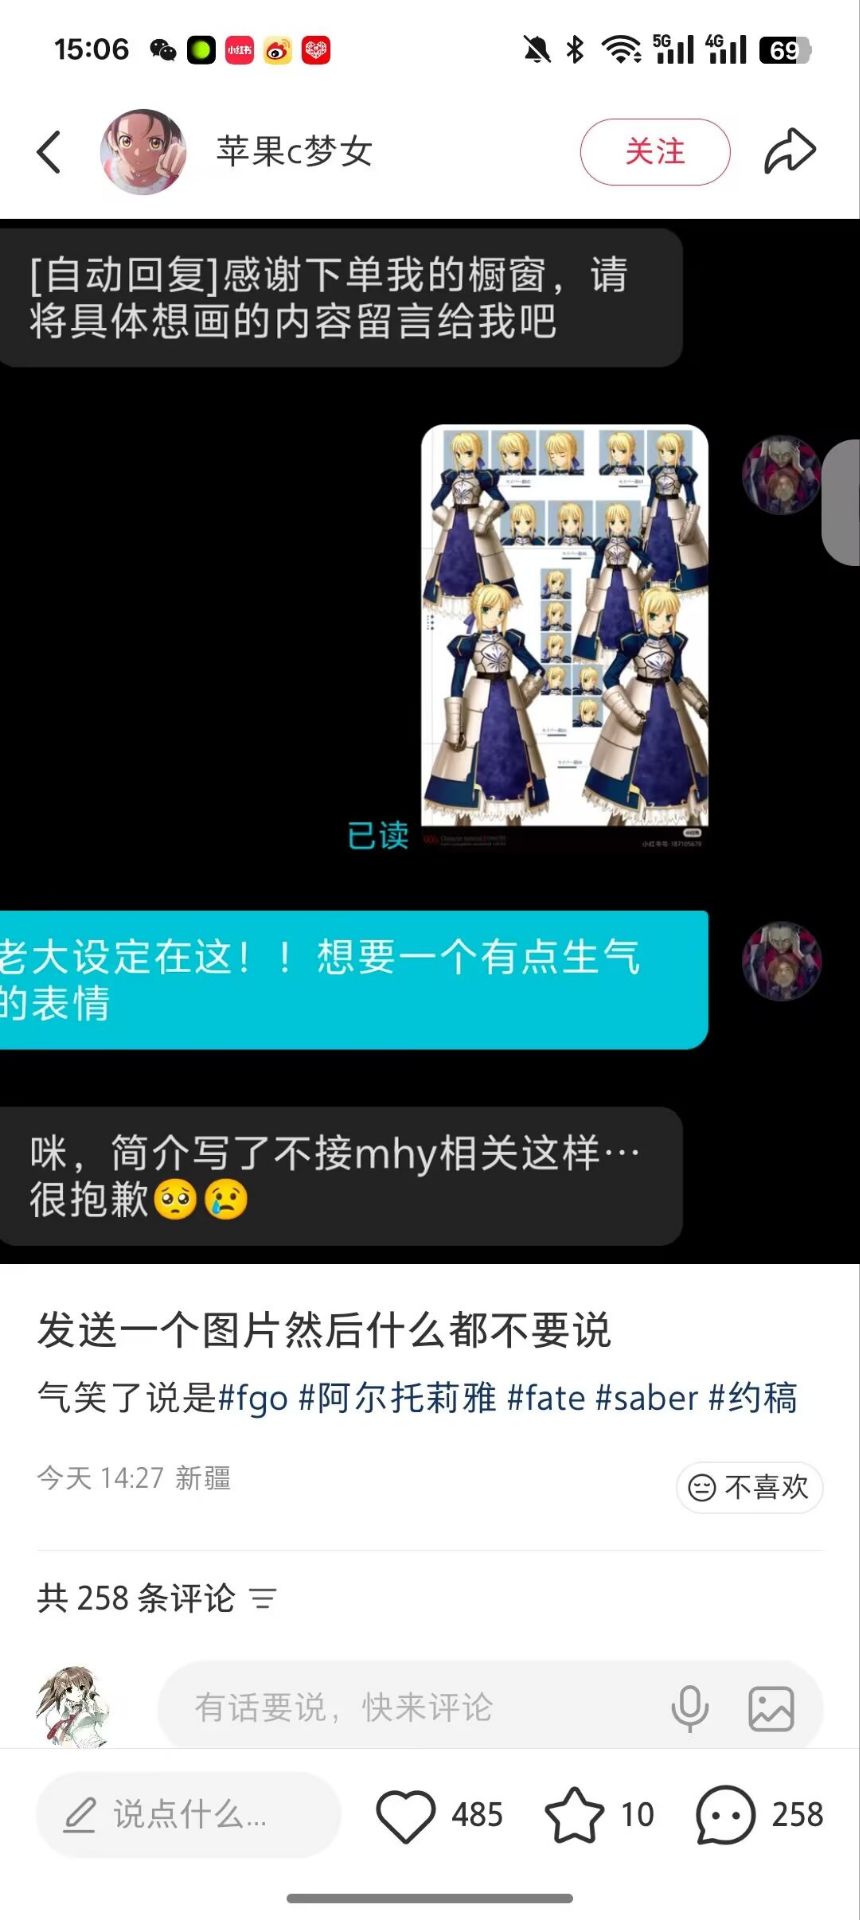 15:06
小红书
5G
4G
69
苹果c梦女
关注
[自动回复]感谢下单我的橱窗，请
将具体想画的内容留言给我吧
已读
老大设定在这！！想要一个有点生气
的表情
咪，简介写了不接mhy相关这样…
很抱歉🥺😢
发送一个图片然后什么都不要说
气笑了说是#fgo #阿尔托莉雅 #fate #saber #约稿
今天 14:27 新疆
不喜欢
共 258 条评论
有话要说，快来评论
说点什么...
485
10
258